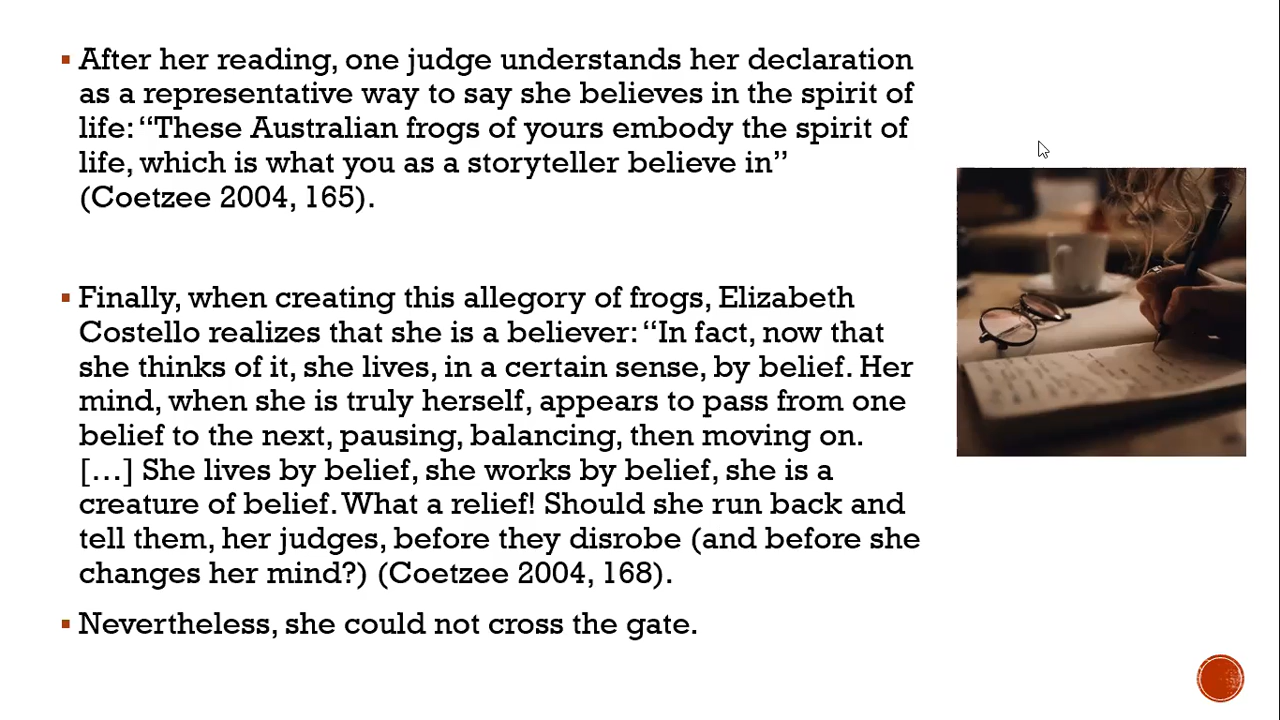 After her reading, one judge understands her declaration
as a representative way to say she believes in the spirit of
life: “These Australian frogs of yours embody the spirit of
life, which is what you as a storyteller believe in”
(Coetzee 2004, 165).
Finally, when creating this allegory of frogs, Elizabeth
Costello realizes that she is a believer: “In fact, now that
she thinks of it, she lives, in a certain sense, by belief. Her
mind, when she is truly herself, appears to pass from one
belief to the next, pausing, balancing, then moving on.
[…] She lives by belief, she works by belief, she is a
creature of belief. What a relief! Should she run back and
tell them, her judges, before they disrobe (and before she
changes her mind?) (Coetzee 2004, 168).
Nevertheless, she could not cross the gate.